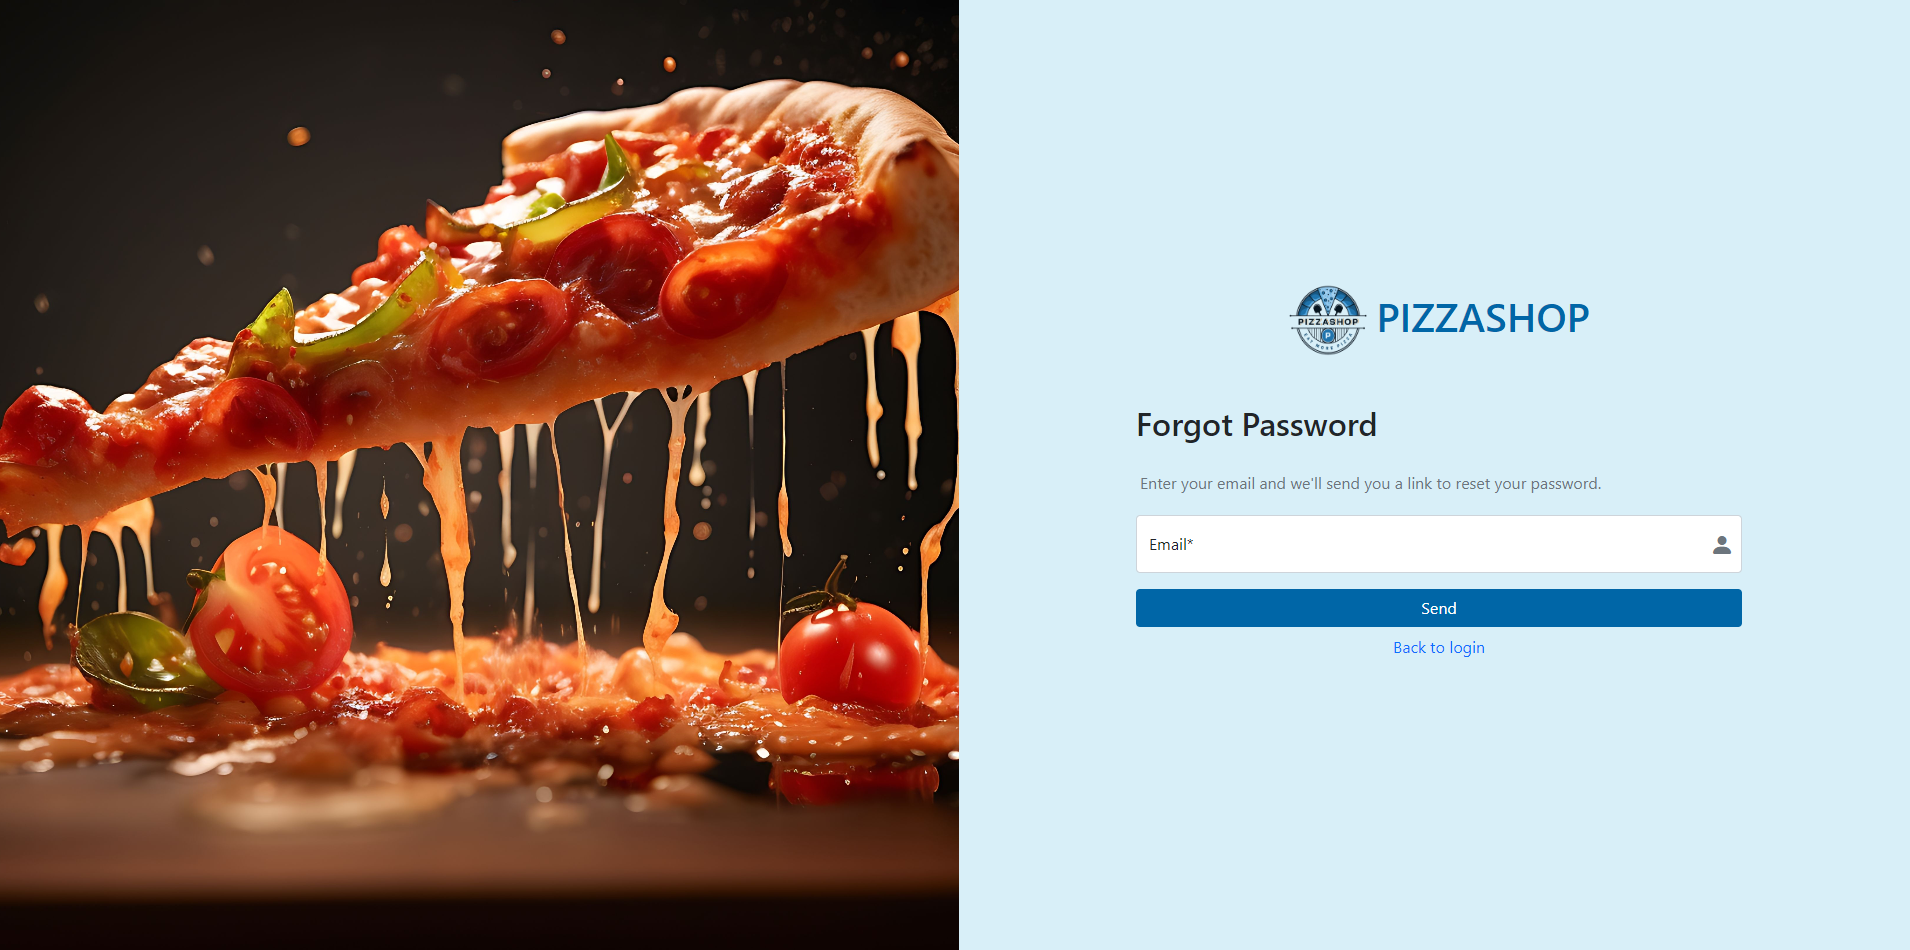 PIZZASHOP
PIZZASHOP
Forgot Password
Enter your email and we'll send you a link to reset your password.
Email*
Send
Back to login